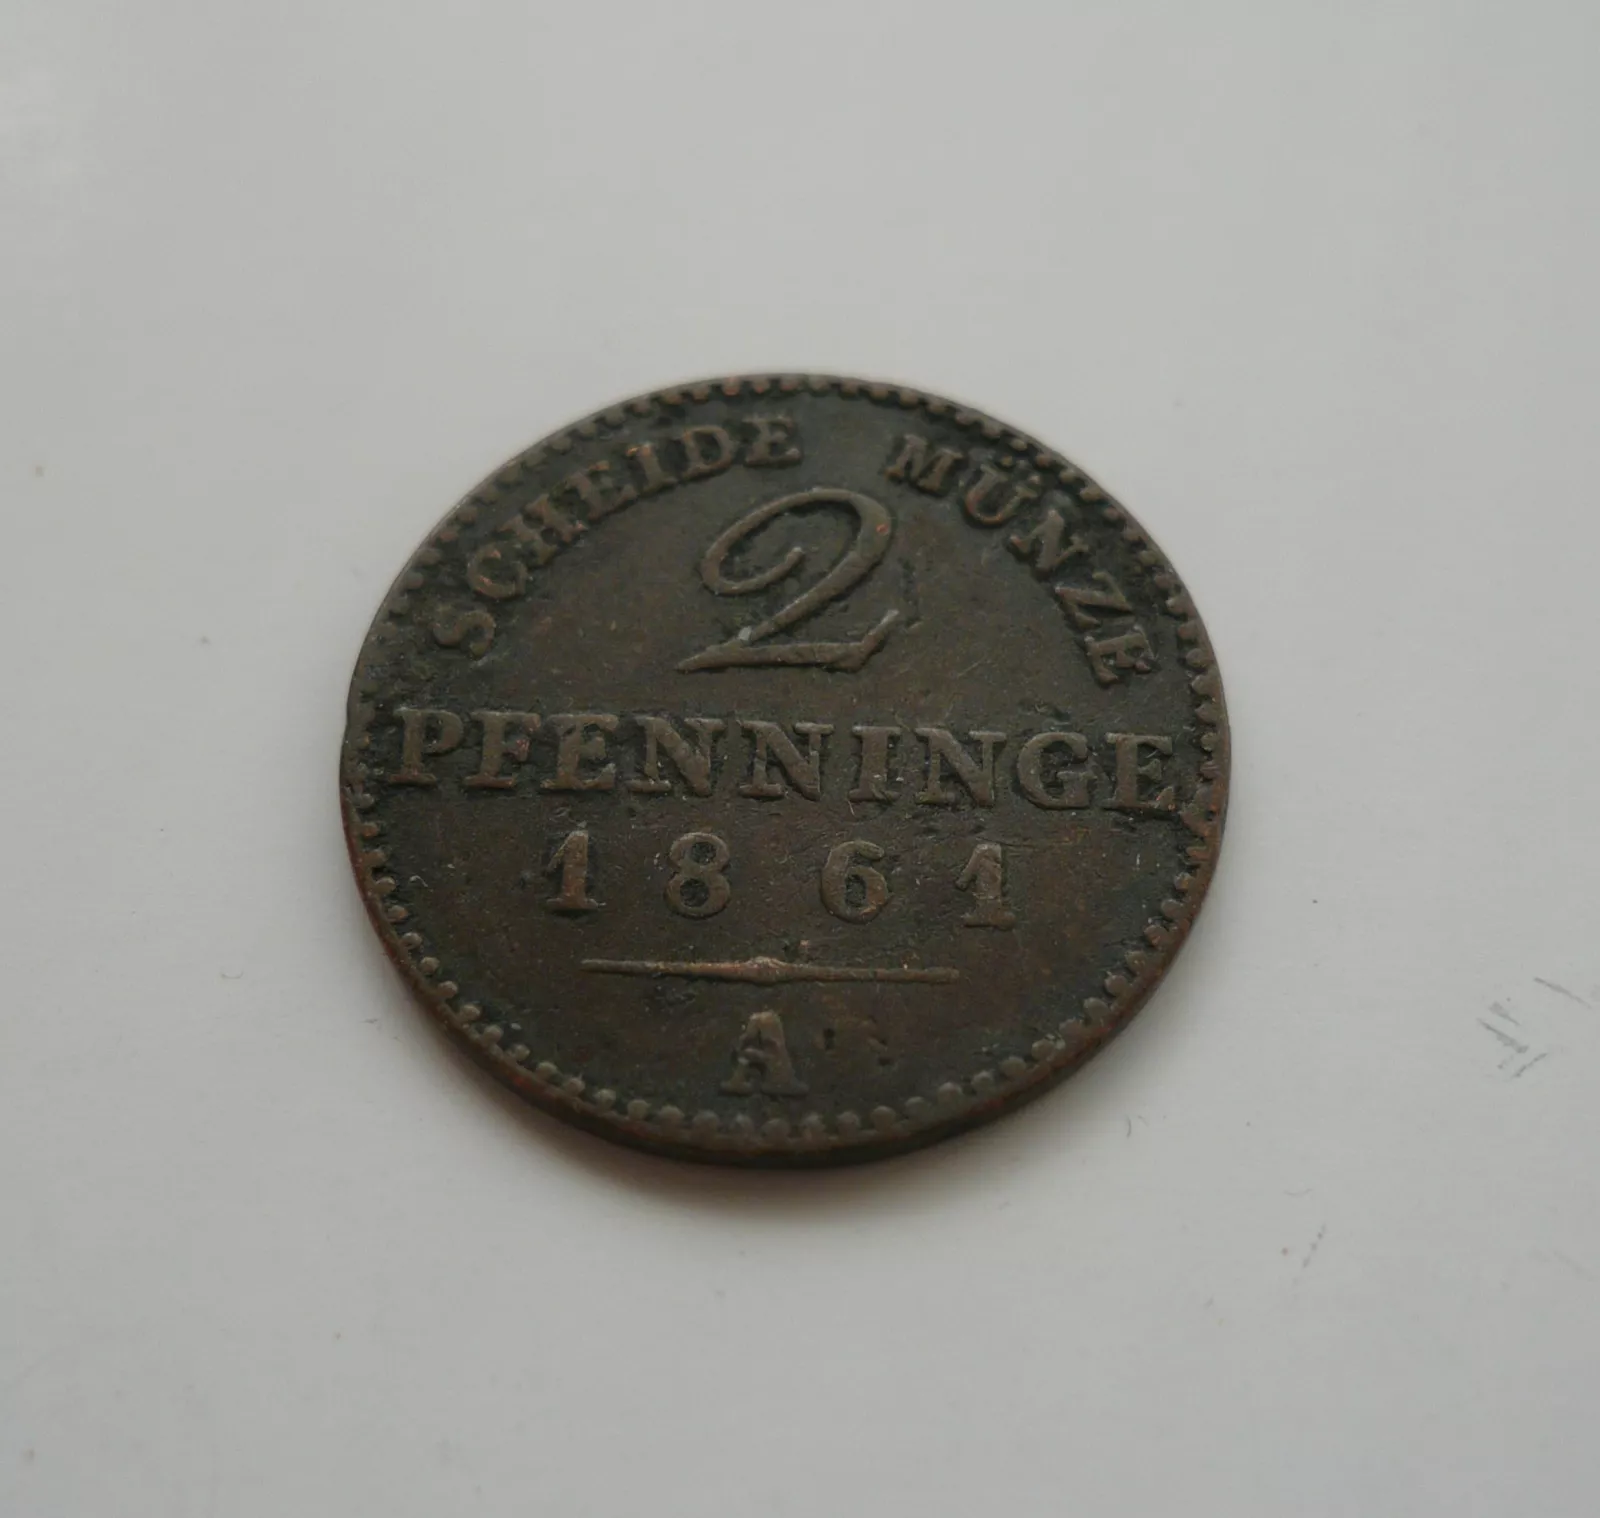 SCHEIDE MÜNZE
2
PFENNINGE
1861
A